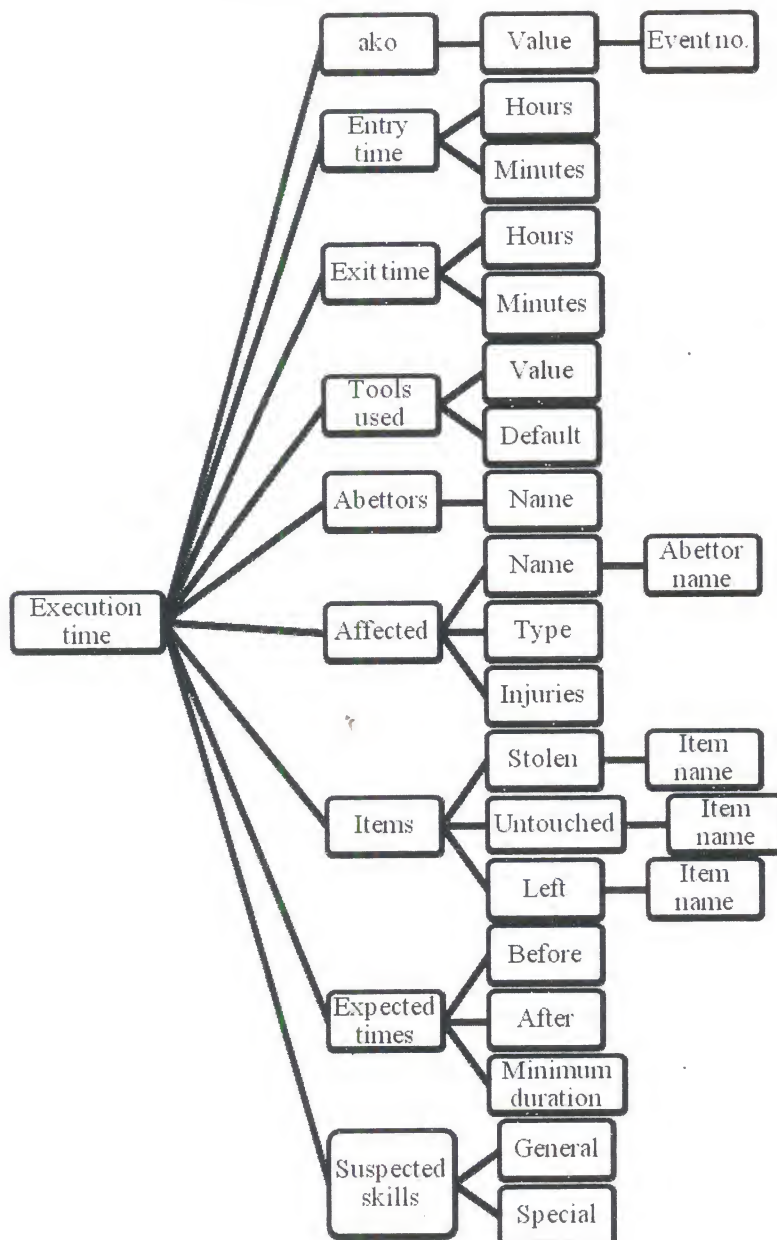 ako
Value
Event no.
Entry
time
Hours
Minutes
Exit time
Hours
Minutes
Tools
used
Value
Default
Abettors
Name
Execution
time
Affected
Name
Abettor
name
Type
Injuries
Items
Stolen
Item
name
Untouched
Item
name
Left
Item
name
Expected
times
Before
After
Minimum
duration
Suspected
skills
General
Special